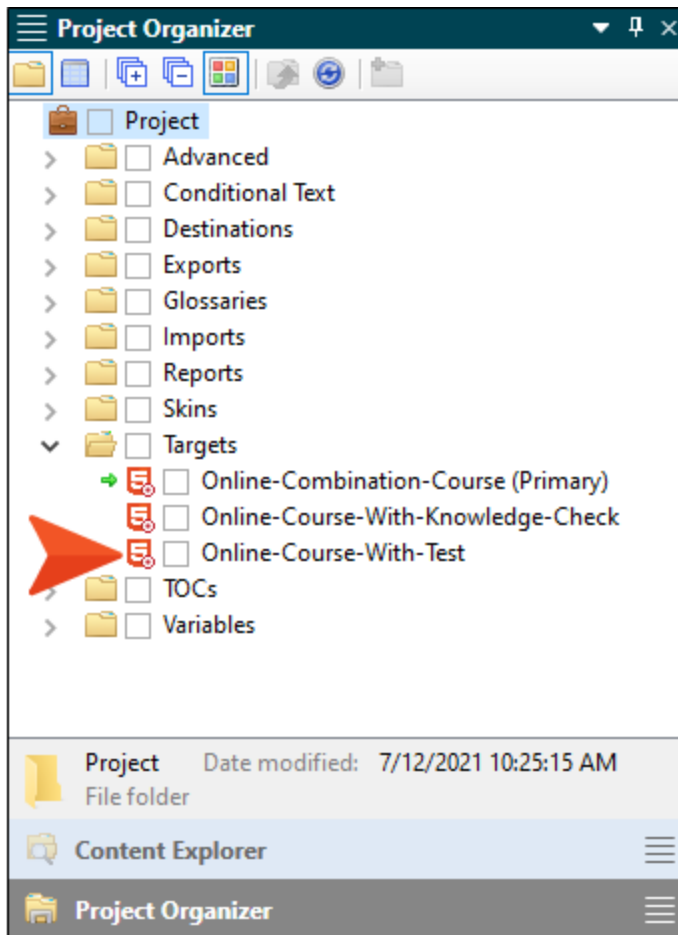 Project Organizer
Project
Advanced
Conditional Text
Destinations
Exports
Glossaries
Imports
Reports
Skins
Targets
Online-Combination-Course (Primary)
Online-Course-With-Knowledge-Check
Online-Course-With-Test
TOCs
Variables
Project Date modified: 7/12/2021 10:25:15 AM
File folder
Content Explorer
Project Organizer